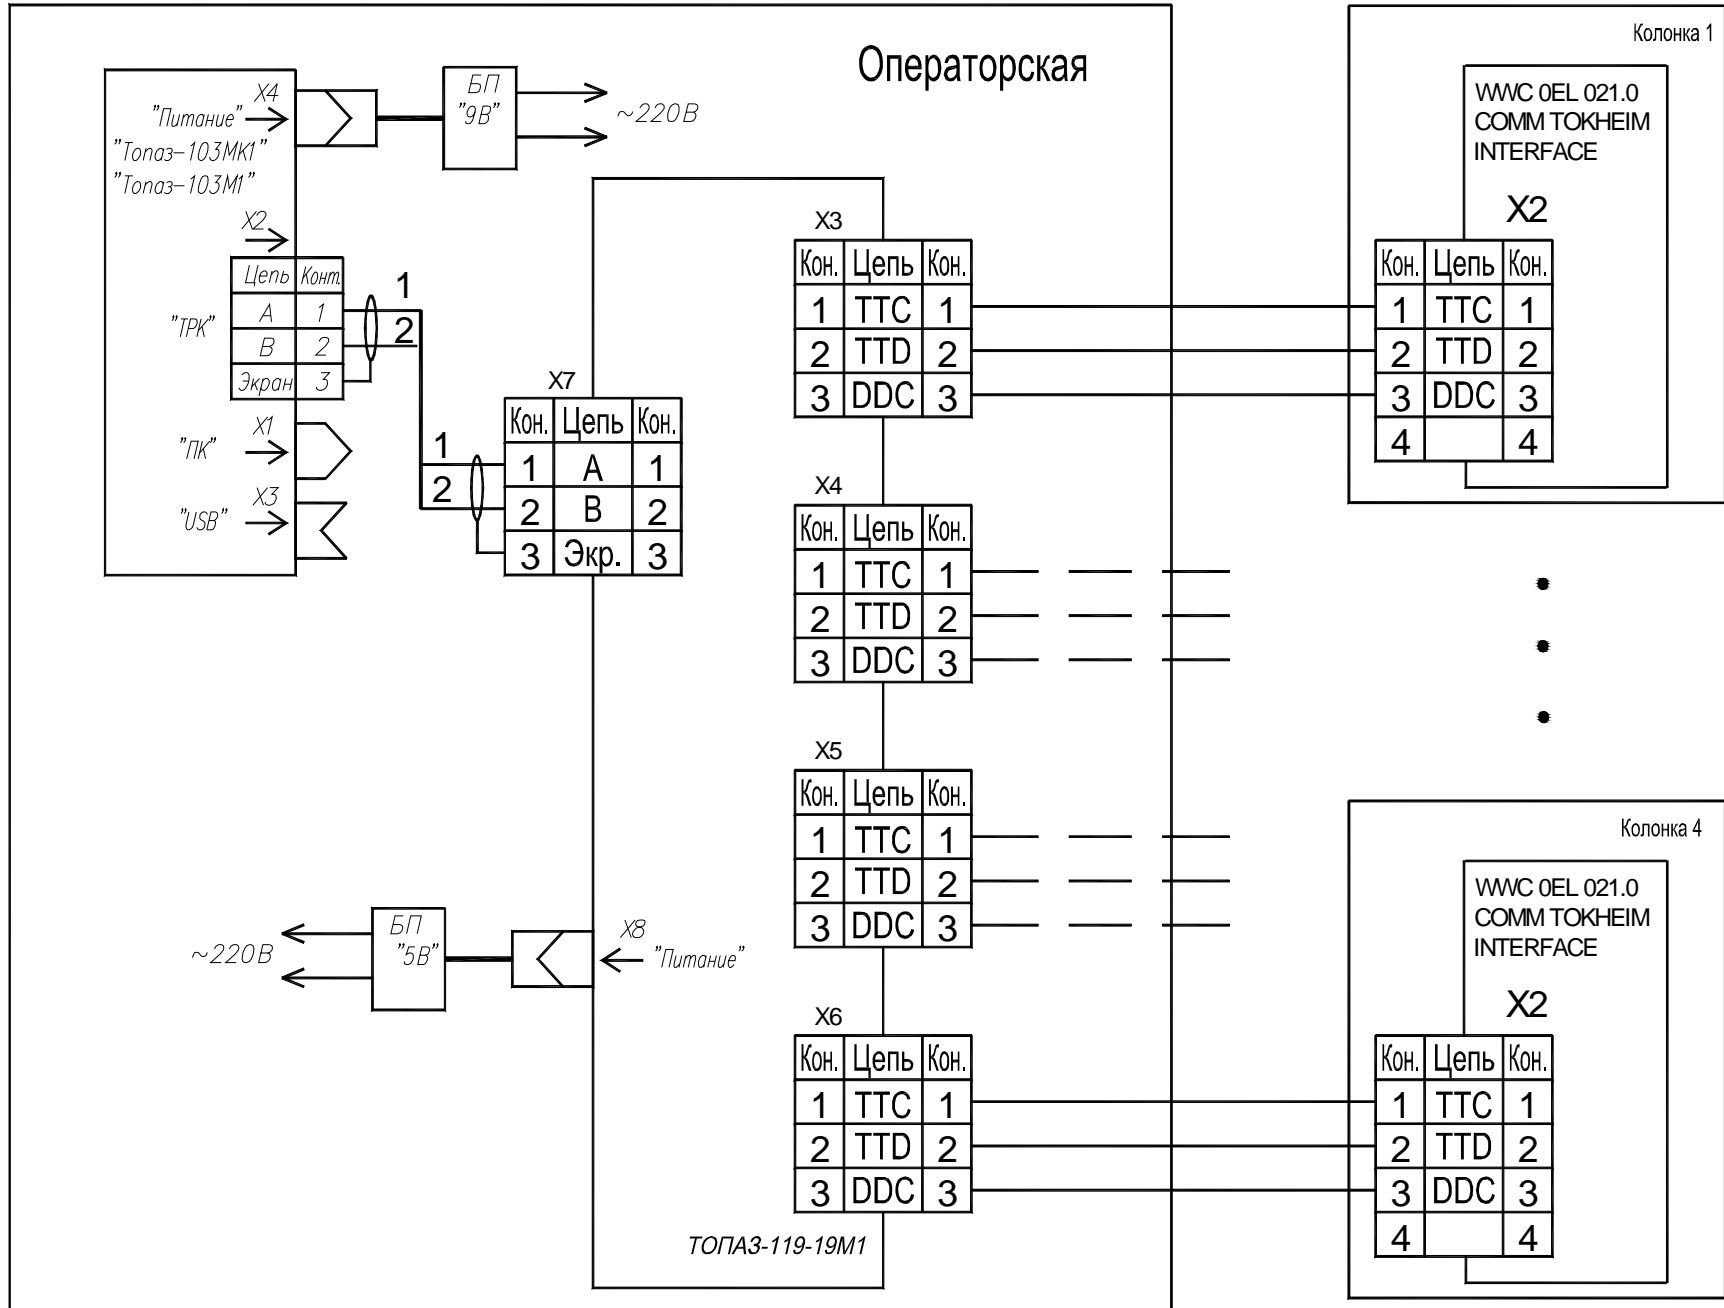 Операторская
Колонка 1
X4
"Питание"
"Топаз-103МК1"
"Топаз-103М1"
БП
"9В"
~220В
X2
"ТРК"
Цепь Конт.
А 1
В 2
Экран 3
1
2
X1
"ПК"
X3
"USB"
X7
Кон. Цепь Кон.
1 А 1
2 В 2
3 Экр. 3
1
2
X3
Кон. Цепь Кон.
1 TTC 1
2 TTD 2
3 DDC 3
WWC 0EL 021.0
COMM TOKHEIM
INTERFACE
X2
Кон. Цепь Кон.
1 TTC 1
2 TTD 2
3 DDC 3
4 4
X4
Кон. Цепь Кон.
1 TTC 1
2 TTD 2
3 DDC 3
X5
Кон. Цепь Кон.
1 TTC 1
2 TTD 2
3 DDC 3
~220В
БП
"5В"
X8
"Питание"
X6
Кон. Цепь Кон.
1 TTC 1
2 TTD 2
3 DDC 3
ТОПАЗ-119-19М1
Колонка 4
WWC 0EL 021.0
COMM TOKHEIM
INTERFACE
X2
Кон. Цепь Кон.
1 TTC 1
2 TTD 2
3 DDC 3
4 4